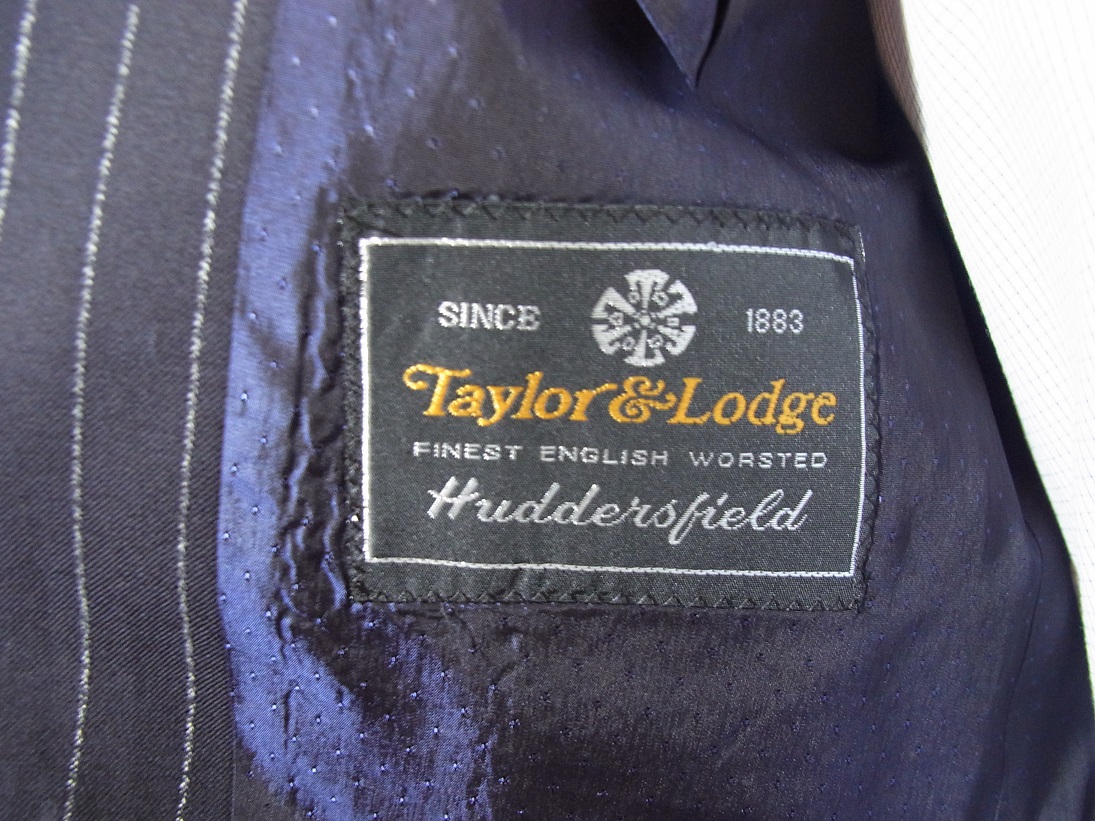 SINCE 1883
Taylor & Lodge
FINEST ENGLISH WORSTED
Huddersfield